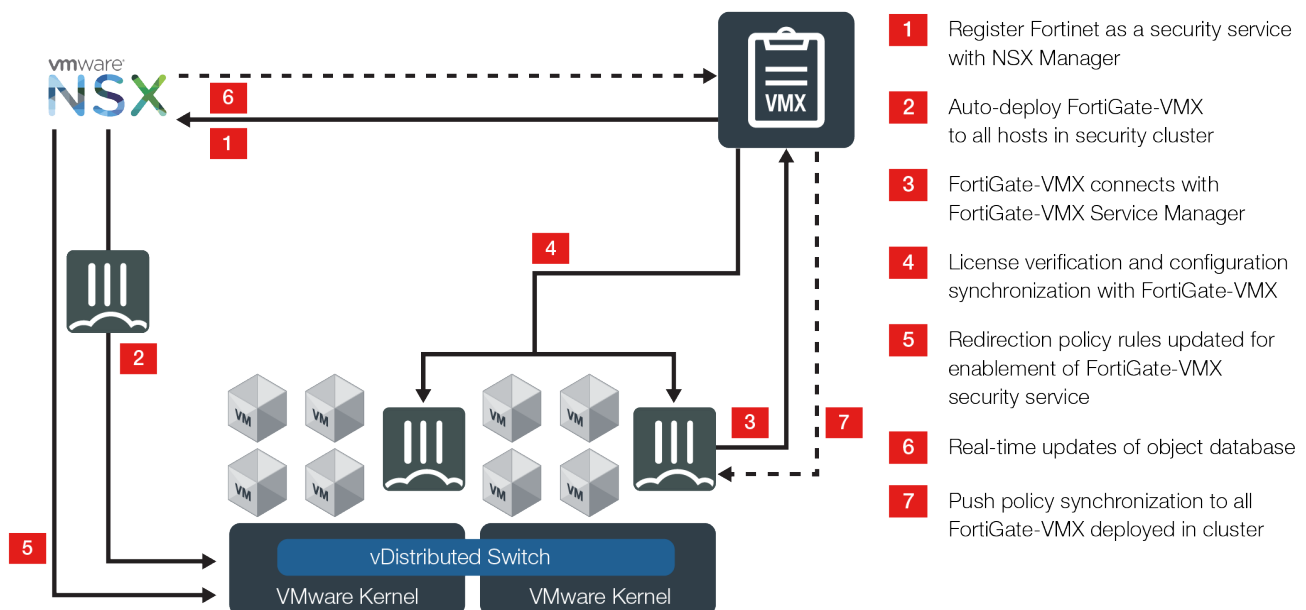 vmware
NSX
6
1
VMX
4
2
VM
VM
VM
VM
3
7
VM
VM
VM
VM
5
vDistributed Switch
VMware Kernel
VMware Kernel
1 Register Fortinet as a security service
with NSX Manager
2 Auto-deploy FortiGate-VMX
to all hosts in security cluster
3 FortiGate-VMX connects with
FortiGate-VMX Service Manager
4 License verification and configuration
synchronization with FortiGate-VMX
5 Redirection policy rules updated for
enablement of FortiGate-VMX
security service
6 Real-time updates of object database
7 Push policy synchronization to all
FortiGate-VMX deployed in cluster